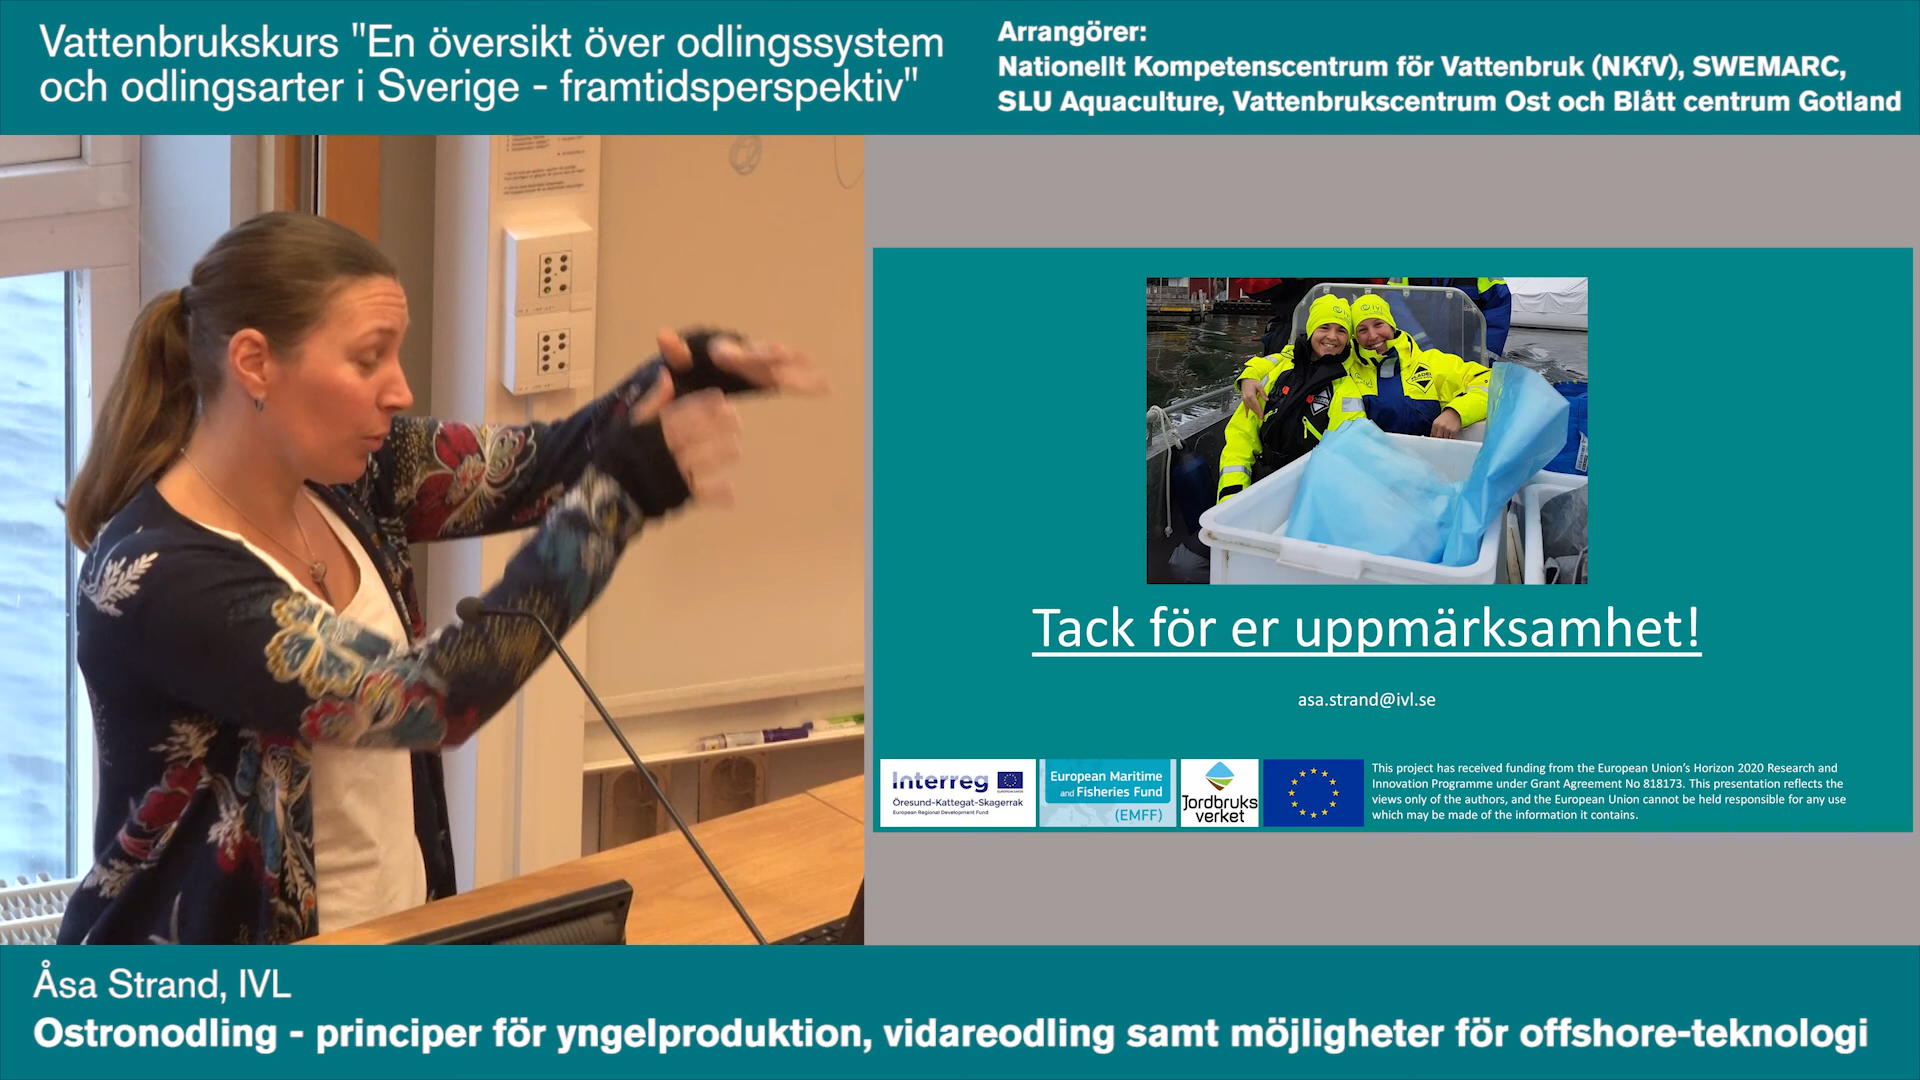 Vattenbrukskurs "En översikt över odlingssystem
och odlingsarter i Sverige - framtidsperspektiv"
Arrangörer:
Nationellt Kompetenscentrum för Vattenbruk (NKfV), SWEMARC,
SLU Aquaculture, Vattenbrukscentrum Ost och Blått centrum Gotland
Tack för er uppmärksamhet!
asa.strand@ivl.se
Interreg
EUROPEAN UNION
Öresund-Kattegat-Skagerrak
European Regional Development Fund
European Maritime
and Fisheries Fund
(EMFF)
Jordbruks
verket
This project has received funding from the European Union's Horizon 2020 Research and
Innovation Programme under Grant Agreement No 818173. This presentation reflects the
views only of the authors, and the European Union cannot be held responsible for any use
which may be made of the information it contains.
Åsa Strand, IVL
Ostronodling - principer för yngelproduktion, vidareodling samt möjligheter för offshore-teknologi